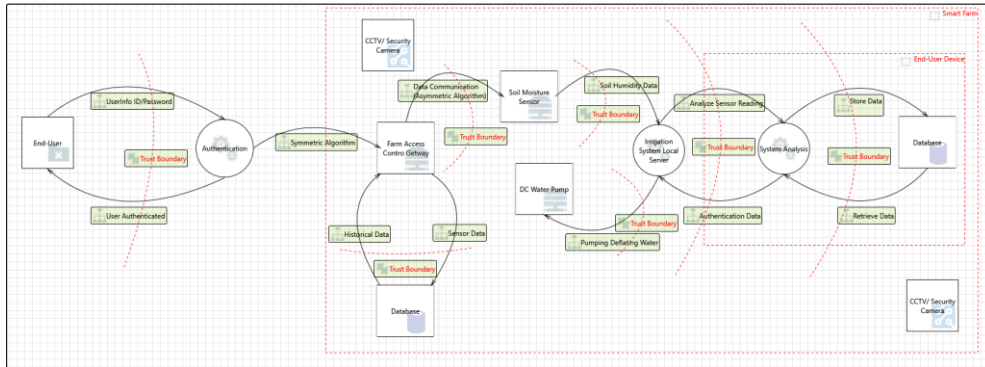 Smart Farm
CCTV/ Security
Camera
End-User Device
UserInfo ID/Password
Data Communication
(Asymmetric Algorithm)
Soil Moisture
Sensor
Soil Humidity Data
Analyze Sensor Reading
Store Data
End-User
Trust Boundary
Authentication
Symmetric Algorithm
Farm Access
Contro Getway
Trust Boundary
Trust Boundary
Irrigation
System Local
Server
Trust Boundary
System Analysis
Trust Boundary
Database
DC Water Pump
User Authenticated
Historical Data
Sensor Data
Trust Boundary
Pumping Deflating Water
Authentication Data
Retrieve Data
Trust Boundary
Database
CCTV/ Security
Camera